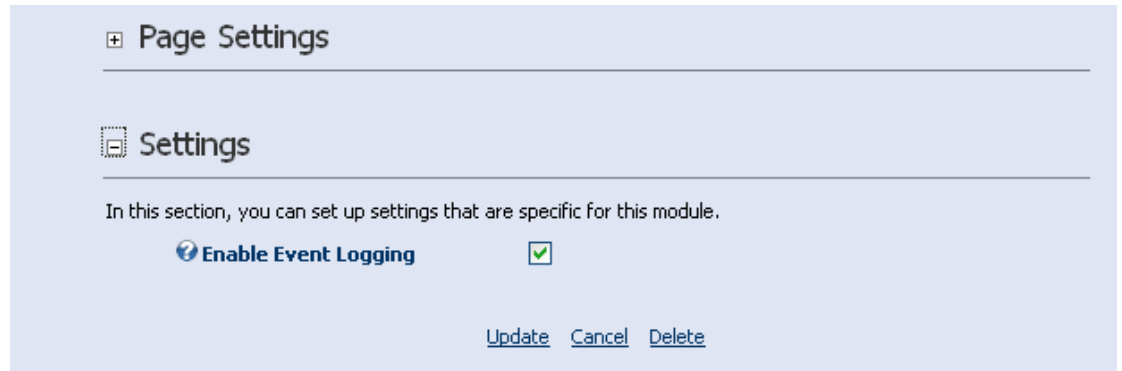 Page Settings
Settings
In this section, you can set up settings that are specific for this module.
Enable Event Logging
Update Cancel Delete